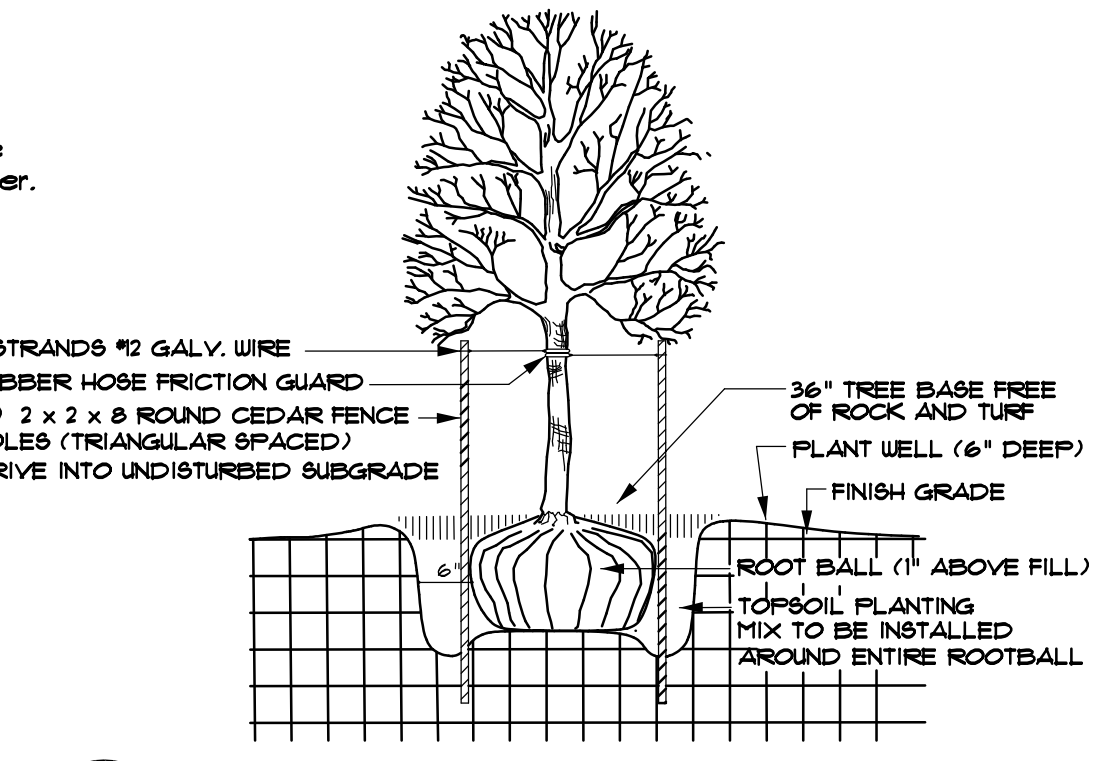 er.
STRANDS #12 GALV. WIRE
BBER HOSE FRICTION GUARD
2 x 2 x 8 ROUND CEDAR FENCE
OLES (TRIANGULAR SPACED)
RIVE INTO UNDISTURBED SUBGRADE
36" TREE BASE FREE
OF ROCK AND TURF
PLANT WELL (6" DEEP)
FINISH GRADE
6"
ROOT BALL (1" ABOVE FILL)
TOPSOIL PLANTING
MIX TO BE INSTALLED
AROUND ENTIRE ROOTBALL